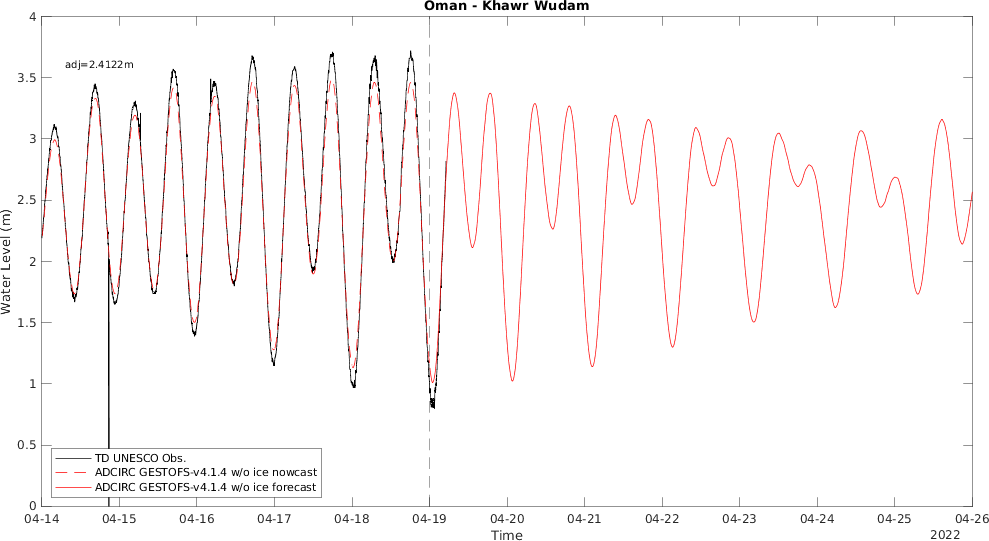 Oman - Khawr Wudam
4
3.5
3
2.5
2
1.5
1
0.5
0
Water Level (m)
adj=2.4122m
TD UNESCO Obs.
ADCIRC GESTOFS-v4.1.4 w/o ice nowcast
ADCIRC GESTOFS-v4.1.4 w/o ice forecast
04-14 04-15 04-16 04-17 04-18 04-19 04-20 04-21 04-22 04-23 04-24 04-25 04-26
Time
2022